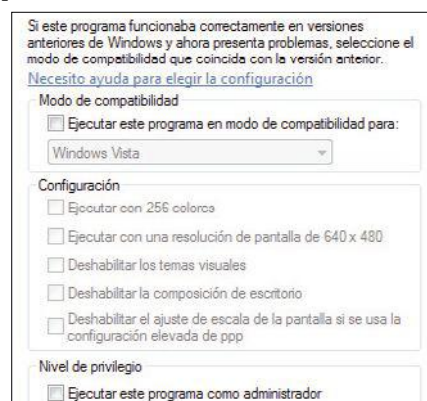 Si este programa funcionaba correctamente en versiones
anteriores de Windows y ahora presenta problemas, seleccione el
modo de compatibilidad que coincida con la versión anterior.
Necesito ayuda para elegir la configuración
Modo de compatibilidad
Ejecutar este programa en modo de compatibilidad para:
Windows Vista
Configuración
Ejecutar con 256 colores
Ejecutar con una resolución de pantalla de 640 x 480
Deshabilitar los temas visuales
Deshabilitar la composición de escritorio
Deshabilitar el ajuste de escala de la pantalla si se usa la
configuración elevada de ppp
Nivel de privilegio
Ejecutar este programa como administrador